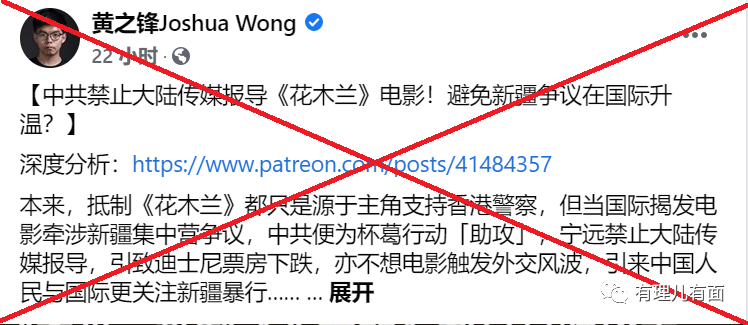 黄之锋Joshua Wong
22 小时
【中共禁止大陆传媒报导《花木兰》电影！避免新疆争议在国际升
温？】
深度分析：https://www.patreon.com/posts/41484357
本来，抵制《花木兰》都只是源于主角支持香港警察，但当国际揭发电
影牵涉新疆集中营争议，中共便为杯葛行动「助攻」，宁远禁止大陆传
媒报导，引致迪士尼票房下跌，亦不想电影触发外交风波，引来中国人
民与国际更关注新疆暴行...... ... 展开
有理儿有面